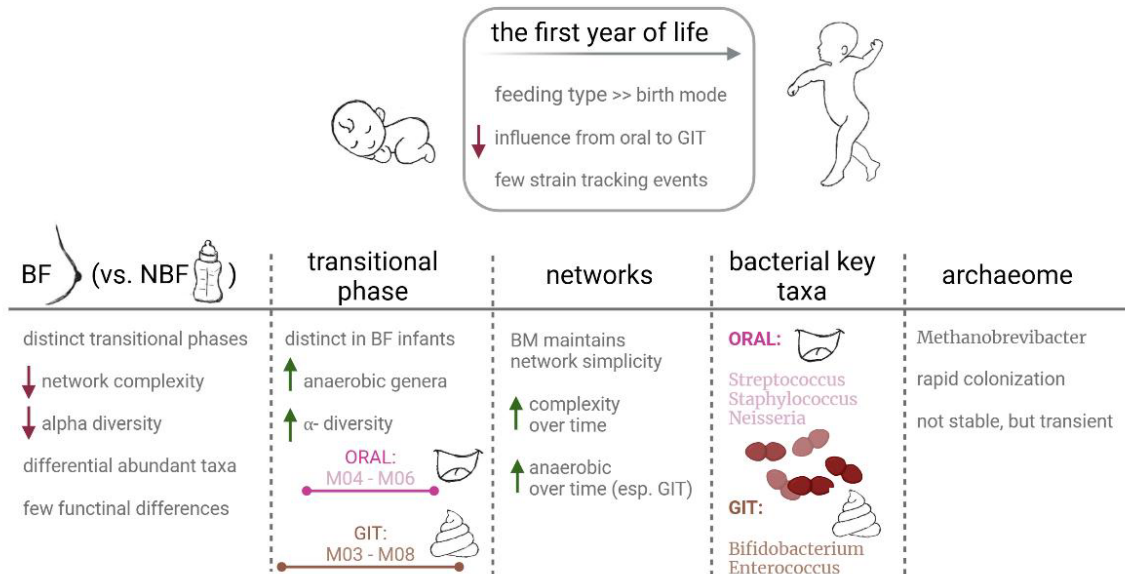 the first year of life
feeding type >> birth mode
influence from oral to GIT
few strain tracking events
BF (vs. NBF )
distinct transitional phases
network complexity
alpha diversity
differential abundant taxa
few functinal differences
transitional
phase
distinct in BF infants
anaerobic genera
α- diversity
ORAL:
M04 - M06
GIT:
M03 - M08
networks
BM maintains
network simplicity
complexity
over time
anaerobic
over time (esp. GIT)
bacterial key
taxa
ORAL:
Streptococcus
Staphylococcus
Neisseria
GIT:
Bifidobacterium
Enterococcus
archaeome
Methanobrevibacter
rapid colonization
not stable, but transient